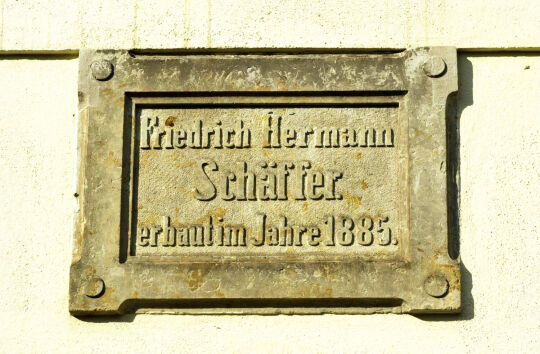 Friedrich Hermann
Schäffer.
erbaut im Jahre 1885.